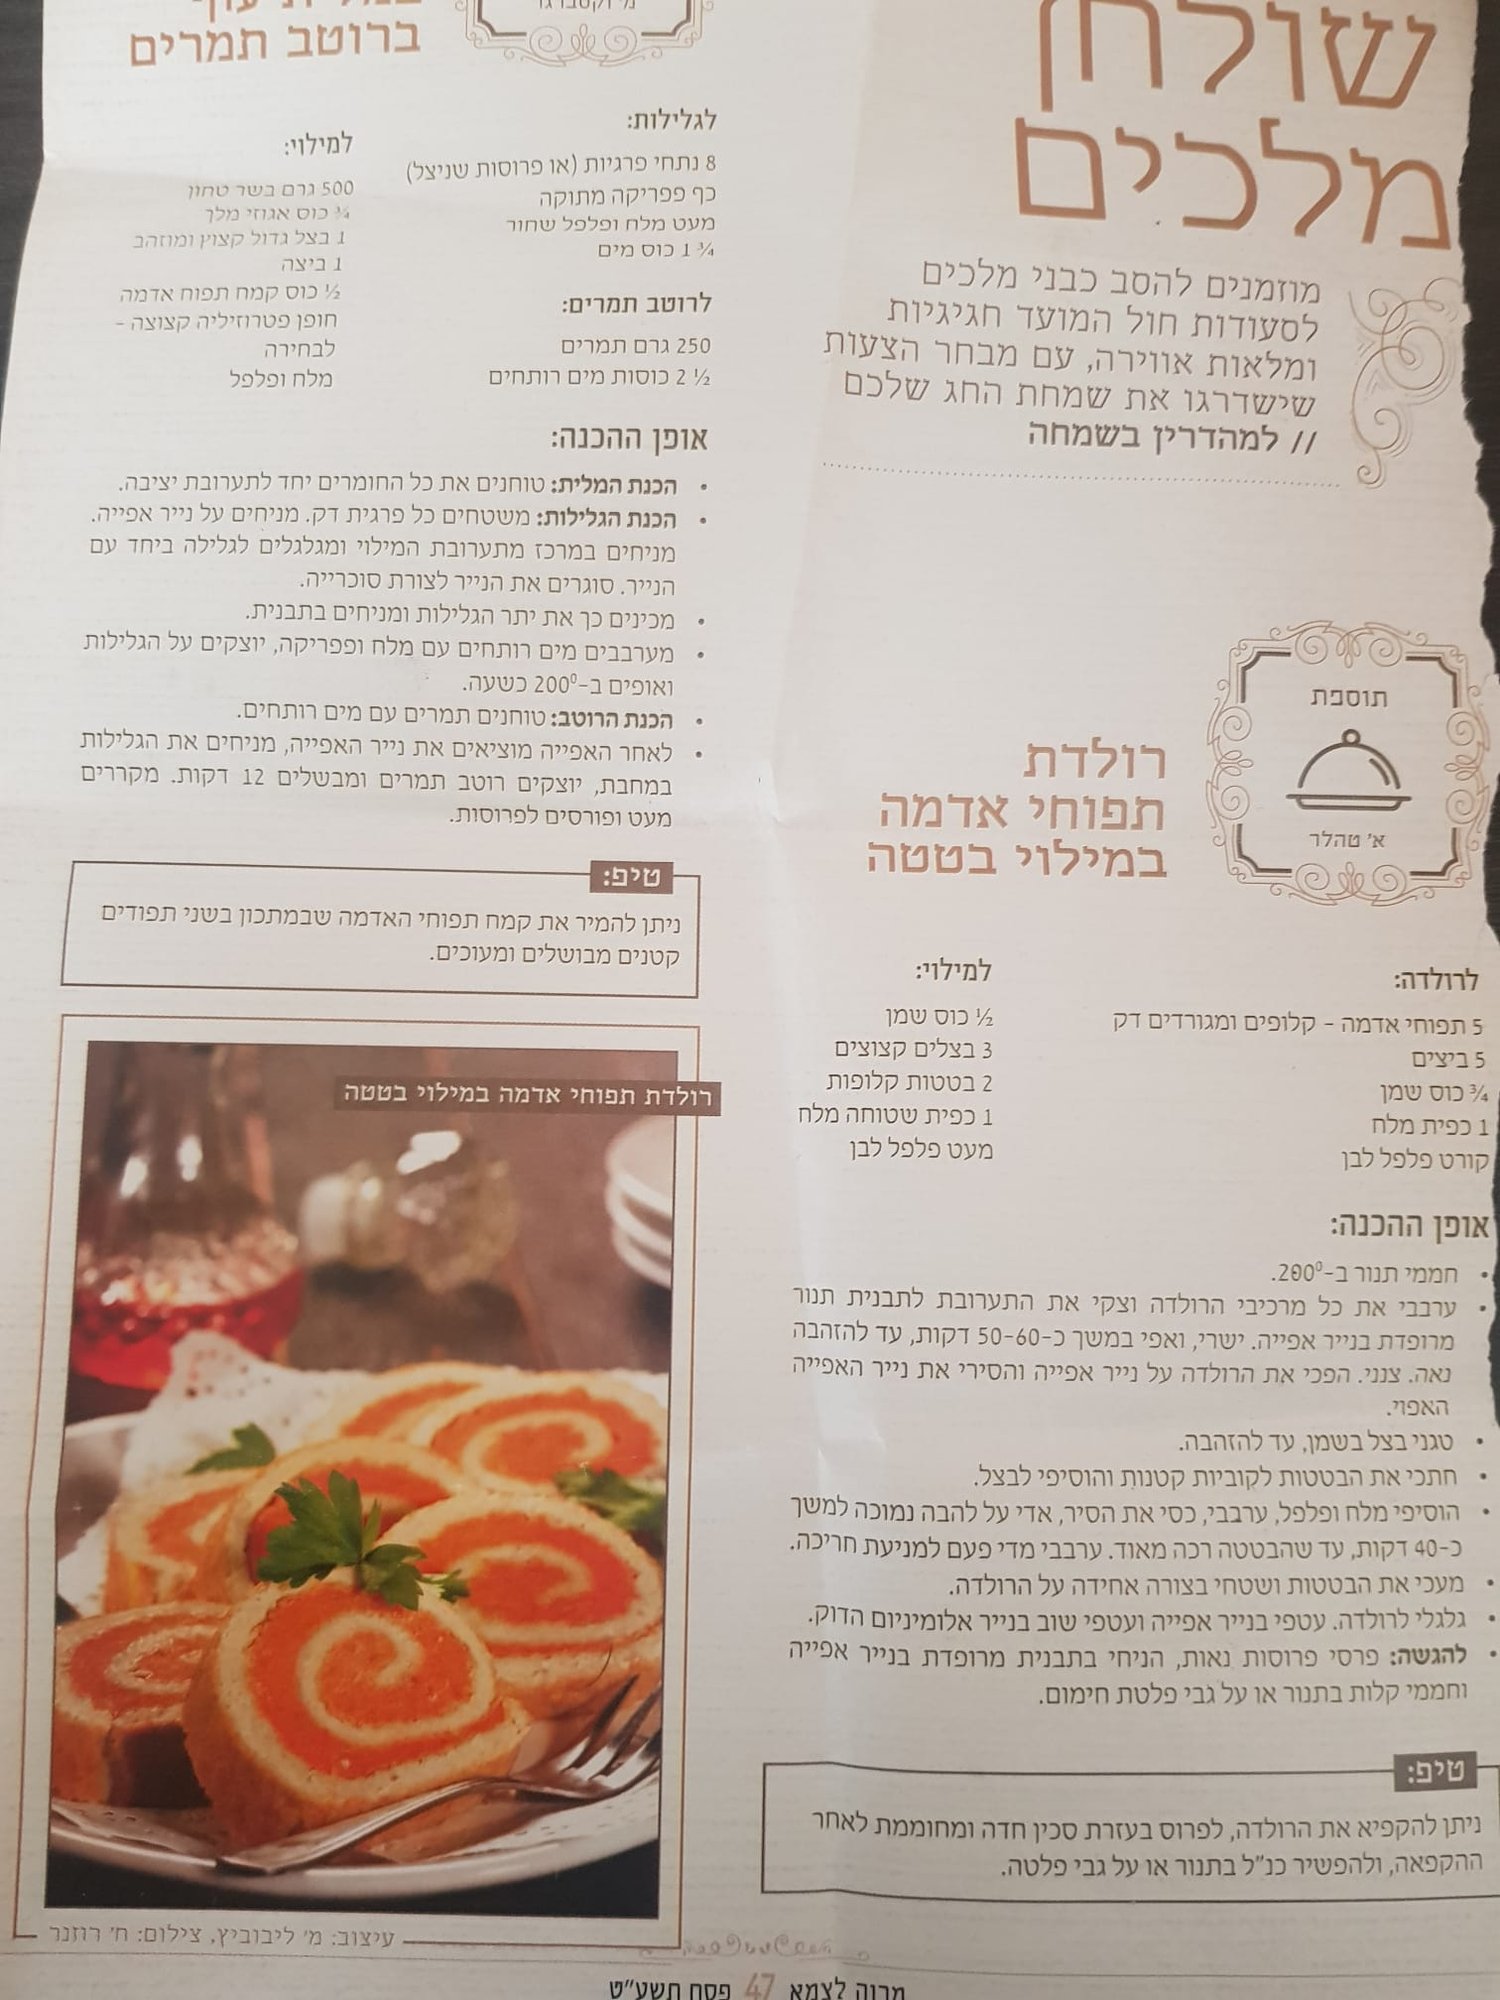 שולחן
מלכים
מוזמנים להסב כבני מלכים
לסעודות חול המועד חגיגיות
ומלאות אווירה, עם מבחר הצעות
שישדרגו את שמחת החג שלכם
// למהדרין בשמחה
תוספת
א' טהלר
רולדת
תפוחי אדמה
במילוי בטטה
לרולדה:
5 תפוחי אדמה - קלופים ומגורדים דק
5 ביצים
¾ כוס שמן
1 כפית מלח
קורט פלפל לבן
למילוי:
½ כוס שמן
3 בצלים קצוצים
2 בטטות קלופות
1 כפית שטוחה מלח
מעט פלפל לבן
אופן ההכנה:
• חממי תנור ב-200⁰.
• ערבבי את כל מרכיבי הרולדה וצקי את התערובת לתבנית תנור
מרופדת בנייר אפייה. ישרי, ואפי במשך כ-50-60 דקות, עד להזהבה
נאה. צנני. הפכי את הרולדה על נייר אפייה והסירי את נייר האפייה
האפוי.
• טגני בצל בשמן, עד להזהבה.
• חתכי את הבטטות לקוביות קטנות והוסיפי לבצל.
• הוסיפי מלח ופלפל, ערבבי, כסי את הסיר, אדי על להבה נמוכה למשך
כ-40 דקות, עד שהבטטה רכה מאוד. ערבבי מדי פעם למניעת חריכה.
• מעכי את הבטטות ושטחי בצורה אחידה על הרולדה.
• גלגלי לרולדה. עטפי בנייר אפייה ועטפי שוב בנייר אלומיניום הדוק.
• להגשה: פרסי פרוסות נאות, הניחי בתבנית מרופדת בנייר אפייה
וחממי קלות בתנור או על גבי פלטת חימום.
טיפ:
ניתן להקפיא את הרולדה, לפרוס בעזרת סכין חדה ומחוממת לאחר
ההקפאה, ולהפשיר כנ"ל בתנור או על גבי פלטה.
ברוטב תמרים
לגלילות:
8 נתחי פרגיות (או פרוסות שניצל)
כף פפריקה מתוקה
מעט מלח ופלפל שחור
¾ 1 כוס מים
לרוטב תמרים:
250 גרם תמרים
½ 2 כוסות מים רותחים
למילוי:
500 גרם בשר טחון
¾ כוס אגוזי מלך
1 בצל גדול קצוץ ומוזהב
1 ביצה
½ כוס קמח תפוח אדמה
חופן פטרוזיליה קצוצה -
לבחירה
מלח ופלפל
אופן ההכנה:
• הכנת המלית: טוחנים את כל החומרים יחד לתערובת יציבה.
• הכנת הגלילות: משטחים כל פרגית דק. מניחים על נייר אפייה.
מניחים במרכז מתערובת המילוי ומגלגלים לגלילה ביחד עם
הנייר. סוגרים את הנייר לצורת סוכרייה.
• מכינים כך את יתר הגלילות ומניחים בתבנית.
• מערבבים מים רותחים עם מלח ופפריקה, יוצקים על הגלילות
ואופים ב-200⁰ כשעה.
• הכנת הרוטב: טוחנים תמרים עם מים רותחים.
• לאחר האפייה מוציאים את נייר האפייה, מניחים את הגלילות
במחבת, יוצקים רוטב תמרים ומבשלים 12 דקות. מקררים
מעט ופורסים לפרוסות.
טיפ:
ניתן להמיר את קמח תפוחי האדמה שבמתכון בשני תפודים
קטנים מבושלים ומעוכים.
רולדת תפוחי אדמה במילוי בטטה
עיצוב: מ' ליבוביץ, צילום: ח' רוזנר
מרוה לצמא 47 פסח תשע"ט